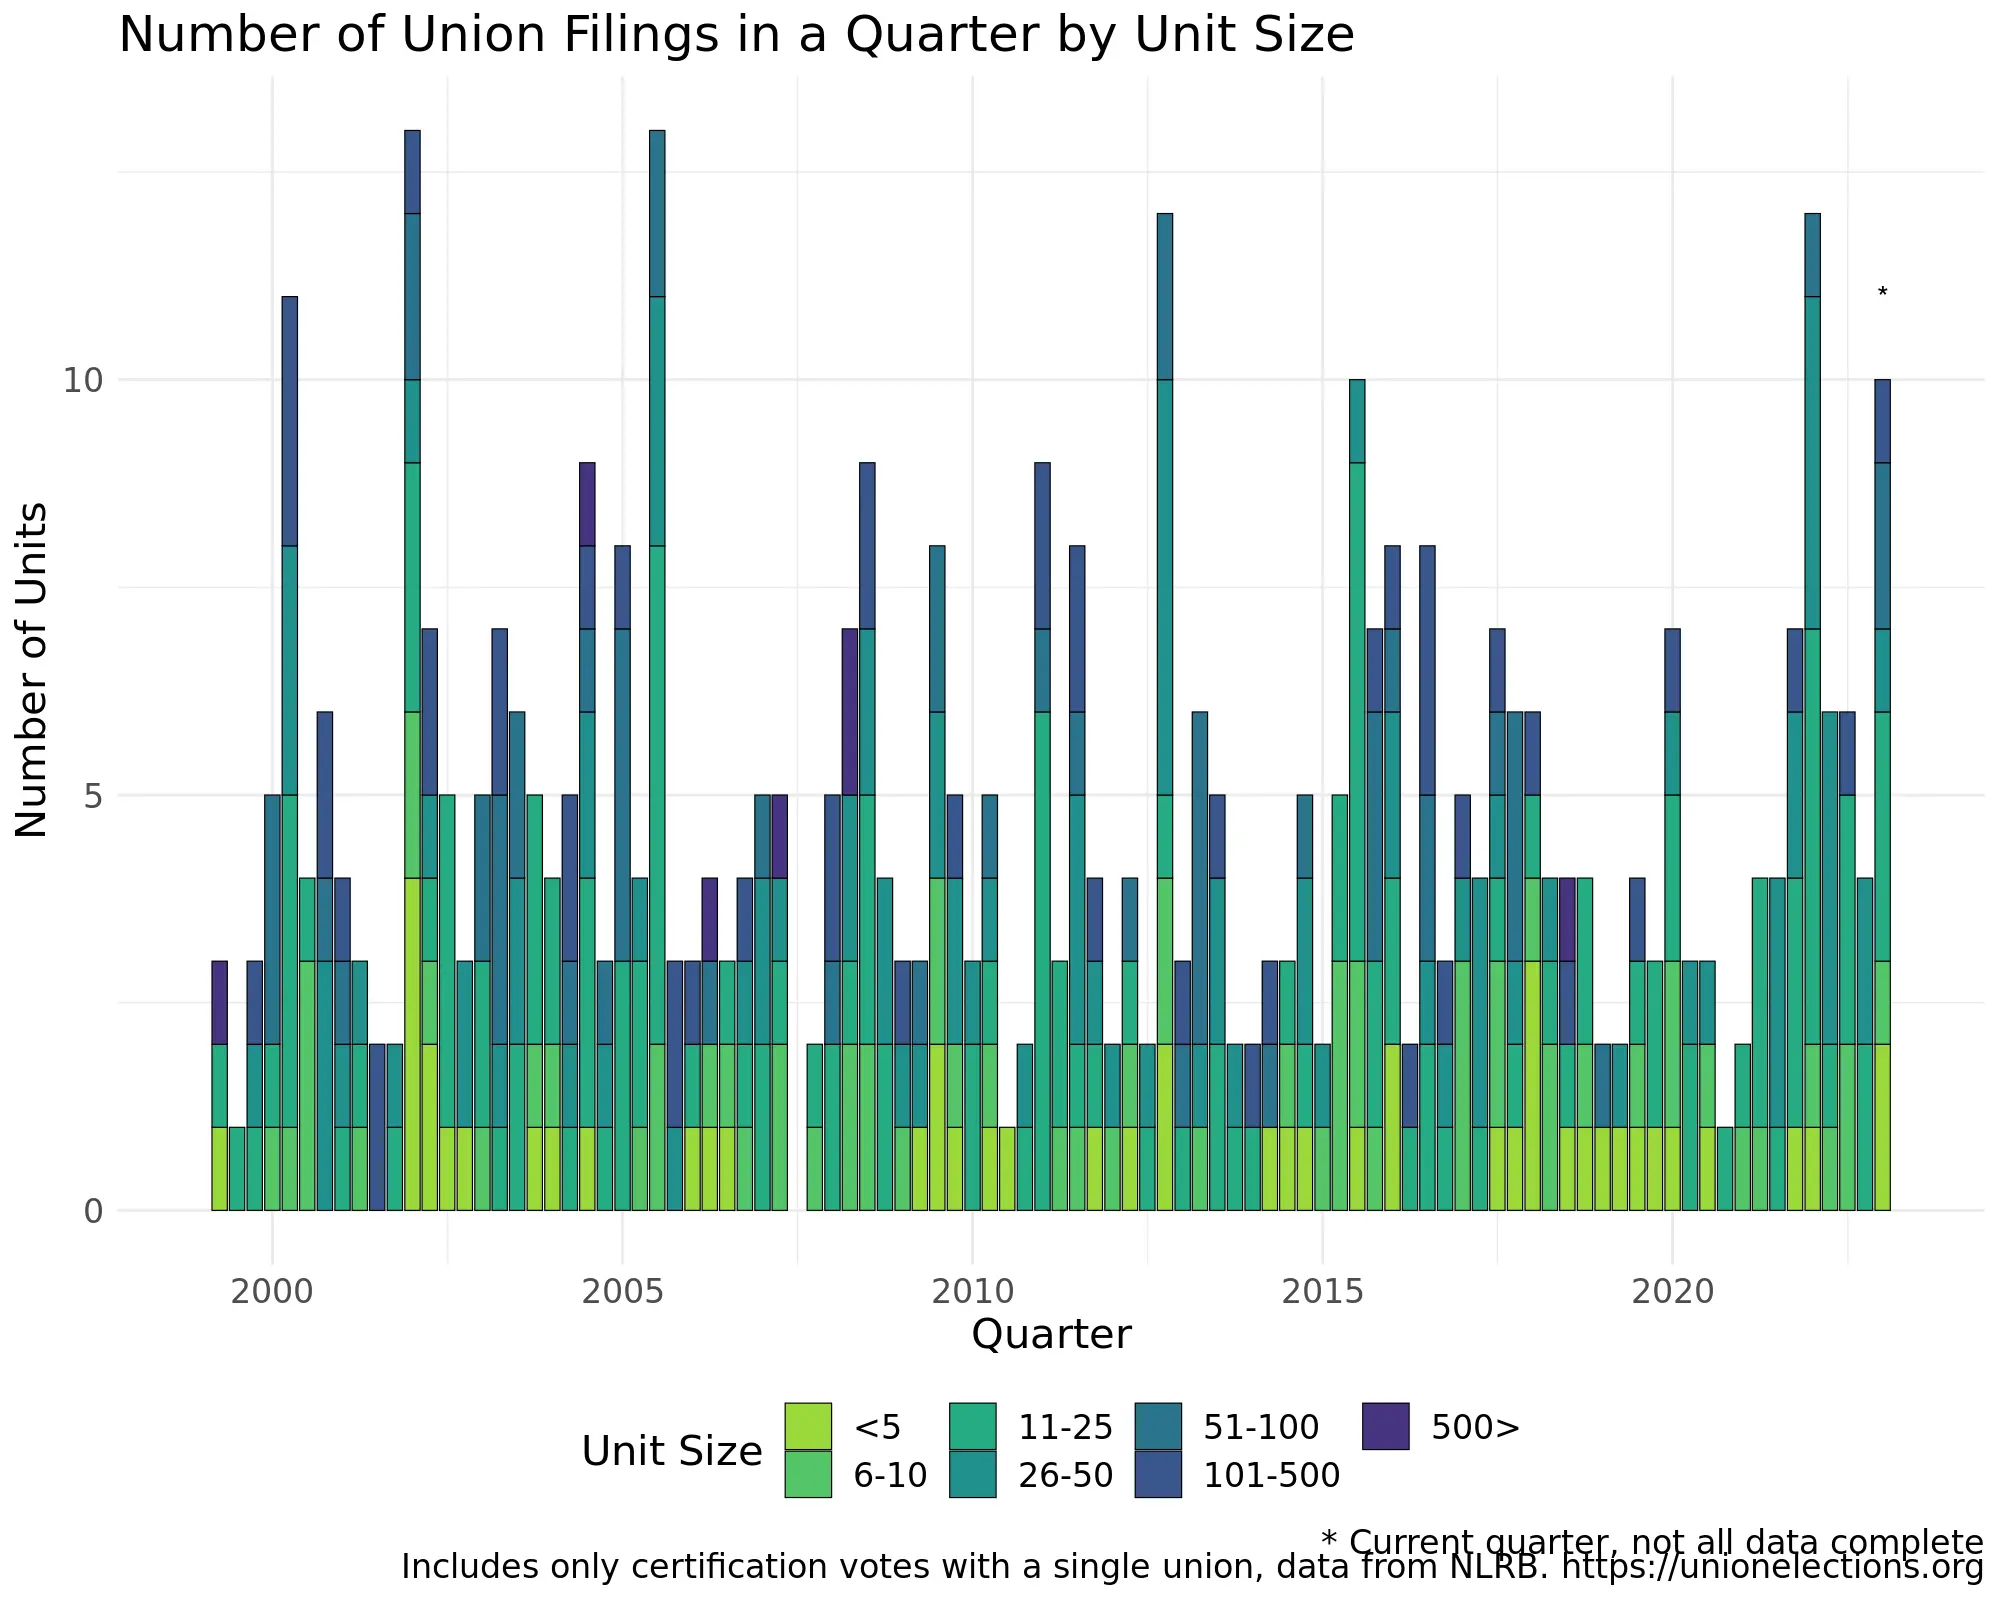 Number of Union Filings in a Quarter by Unit Size
Number of Units
10
5
0
*
2000 2005 2010 2015 2020
Quarter
Unit Size
<5 11-25 51-100 500>
6-10 26-50 101-500
* Current quarter, not all data complete
Includes only certification votes with a single union, data from NLRB. https://unionelections.org